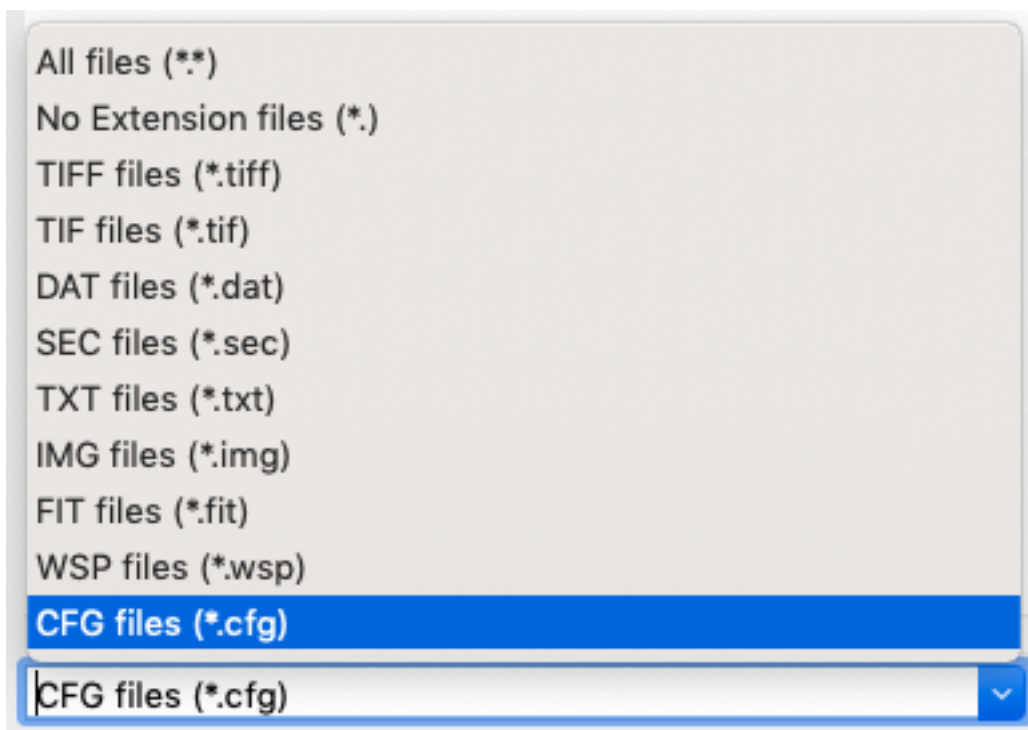 All files (*.*)
No Extension files (*.)
TIFF files (*.tiff)
TIF files (*.tif)
DAT files (*.dat)
SEC files (*.sec)
TXT files (*.txt)
IMG files (*.img)
FIT files (*.fit)
WSP files (*.wsp)
CFG files (*.cfg)
CFG files (*.cfg)